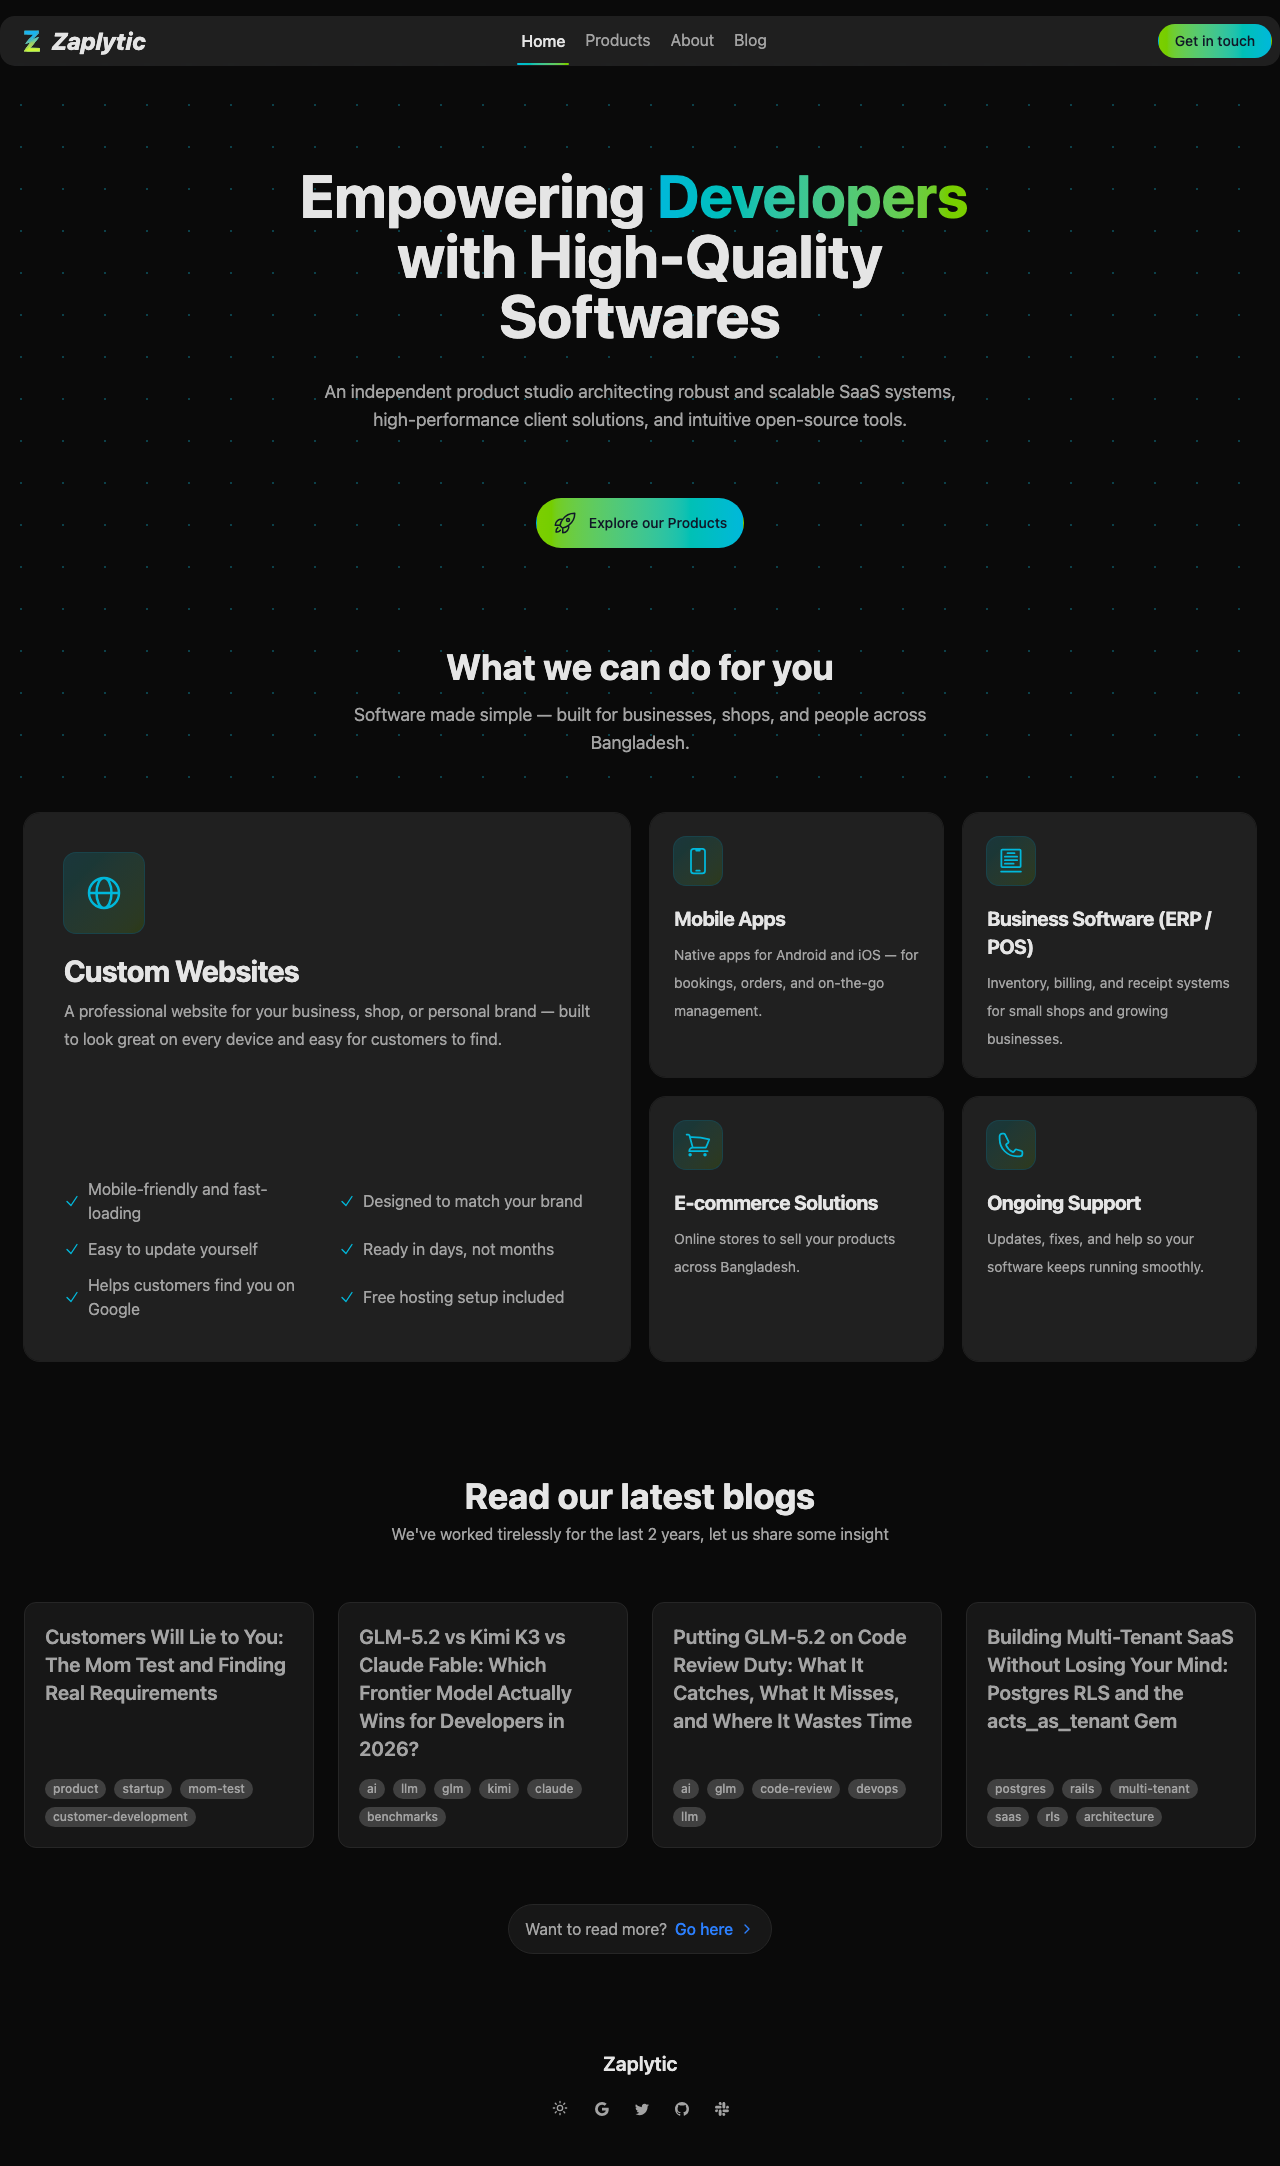 Zaplytic
Home Products About Blog
Get in touch
Empowering Developers
with High-Quality
Softwares
An independent product studio architecting robust and scalable SaaS systems,
high-performance client solutions, and intuitive open-source tools.
Explore our Products
What we can do for you
Software made simple — built for businesses, shops, and people across
Bangladesh.
Custom Websites
A professional website for your business, shop, or personal brand — built
to look great on every device and easy for customers to find.
Mobile-friendly and fast-
loading
Designed to match your brand
Easy to update yourself
Ready in days, not months
Helps customers find you on
Google
Free hosting setup included
Mobile Apps
Native apps for Android and iOS — for
bookings, orders, and on-the-go
management.
Business Software (ERP /
POS)
Inventory, billing, and receipt systems
for small shops and growing
businesses.
E-commerce Solutions
Online stores to sell your products
across Bangladesh.
Ongoing Support
Updates, fixes, and help so your
software keeps running smoothly.
Read our latest blogs
We've worked tirelessly for the last 2 years, let us share some insight
Customers Will Lie to You:
The Mom Test and Finding
Real Requirements
product startup mom-test
customer-development
GLM-5.2 vs Kimi K3 vs
Claude Fable: Which
Frontier Model Actually
Wins for Developers in
2026?
ai llm glm kimi claude
benchmarks
Putting GLM-5.2 on Code
Review Duty: What It
Catches, What It Misses,
and Where It Wastes Time
ai glm code-review devops
llm
Building Multi-Tenant SaaS
Without Losing Your Mind:
Postgres RLS and the
acts_as_tenant Gem
postgres rails multi-tenant
saas rls architecture
Want to read more? Go here
Zaplytic